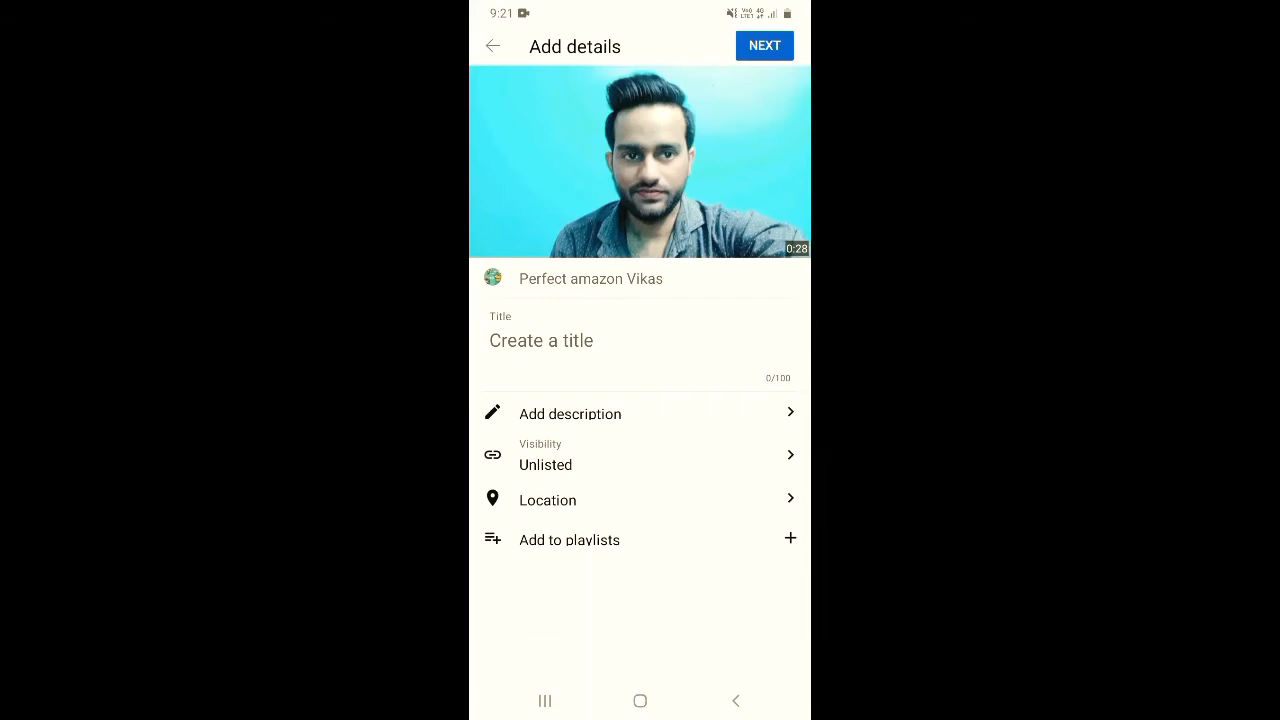 9:21
Add details
NEXT
0:28
Perfect amazon Vikas
Title
Create a title
0/100
Add description
Visibility
Unlisted
Location
Add to playlists